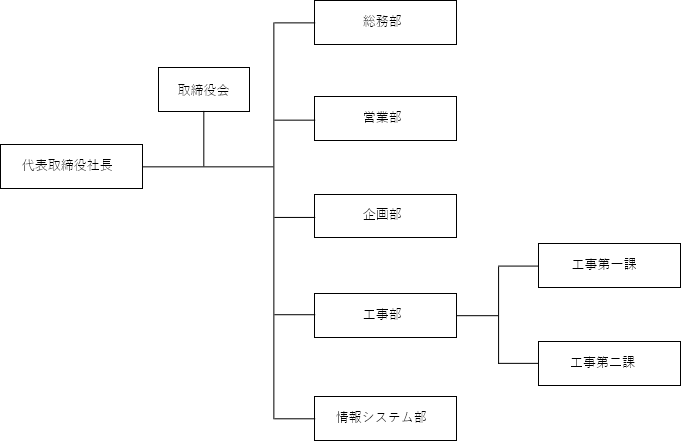 総務部
取締役会
営業部
代表取締役社長
企画部
工事第一課
工事部
工事第二課
情報システム部